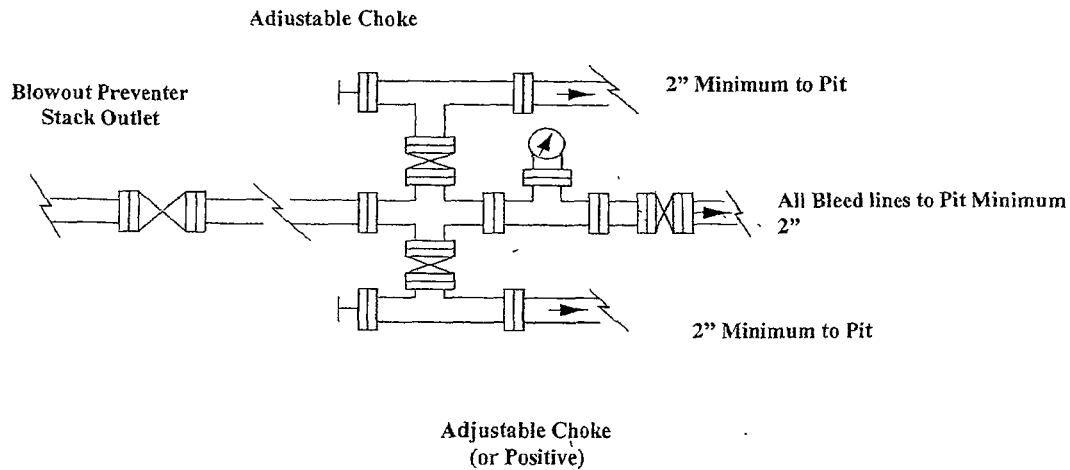 Adjustable Choke
Blowout Preventer
Stack Outlet
2” Minimum to Pit
All Bleed lines to Pit Minimum
2”
2” Minimum to Pit
Adjustable Choke
(or Positive)